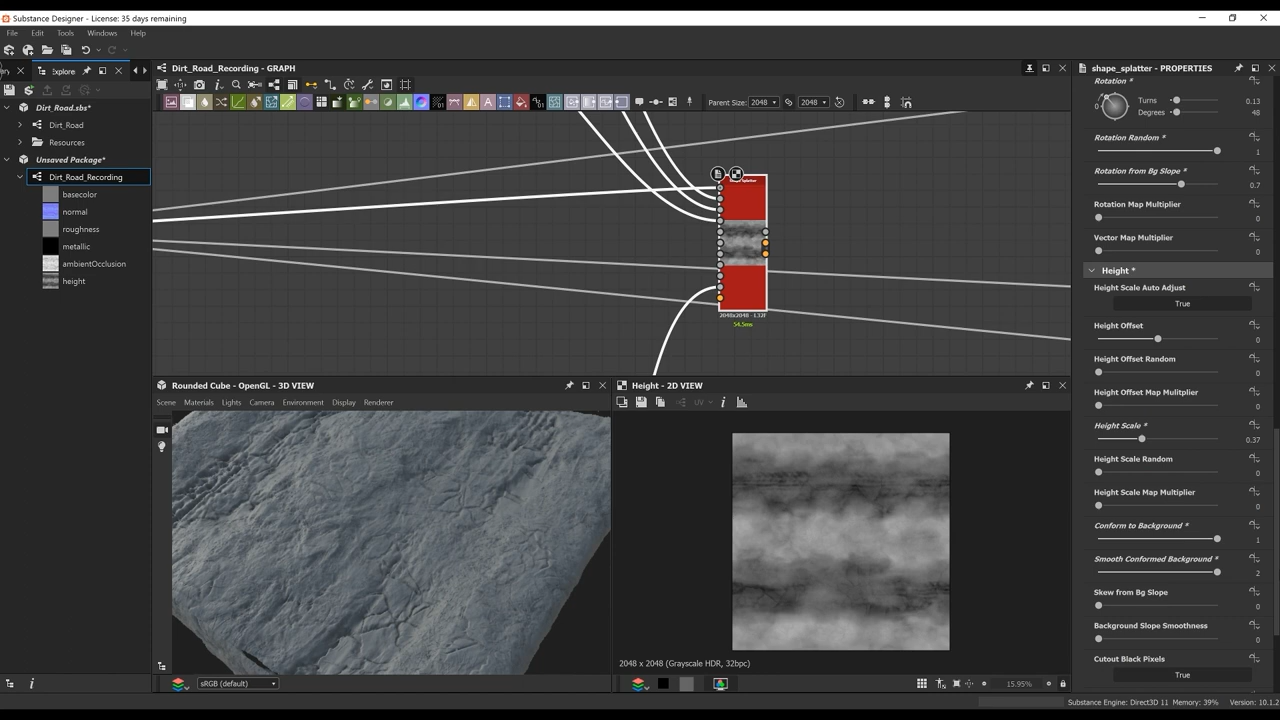 Substance Designer - License: 35 days remaining
File Edit Tools Windows Help
Explore
Dirt_Road_Recording - GRAPH
shape_splatter - PROPERTIES
Parent Size: 2048 2048
Dirt_Road.sbs*
Dirt_Road
Resources
Unsaved Package*
Dirt_Road_Recording
basecolor
normal
roughness
metallic
ambientOcclusion
height
2048x2048 - L32F
54.5ms
Rounded Cube - OpenGL - 3D VIEW
Scene Materials Lights Camera Environment Display Renderer
sRGB (default)
Height - 2D VIEW
UV
2048 x 2048 (Grayscale HDR, 32bpc)
15.95%
Rotation *
0
Turns 0.13
Degrees 48
Rotation Random *
1
Rotation from Bg Slope *
0.7
Rotation Map Multiplier
0
Vector Map Multiplier
0
Height *
Height Scale Auto Adjust
True
Height Offset
0
Height Offset Random
0
Height Offset Map Mulitplier
0
Height Scale *
0.37
Height Scale Random
0
Height Scale Map Multiplier
0
Conform to Background *
1
Smooth Conformed Background *
2
Skew from Bg Slope
0
Background Slope Smoothness
0
Cutout Black Pixels
True
Substance Engine: Direct3D 11 Memory: 39% Version: 10.1.2